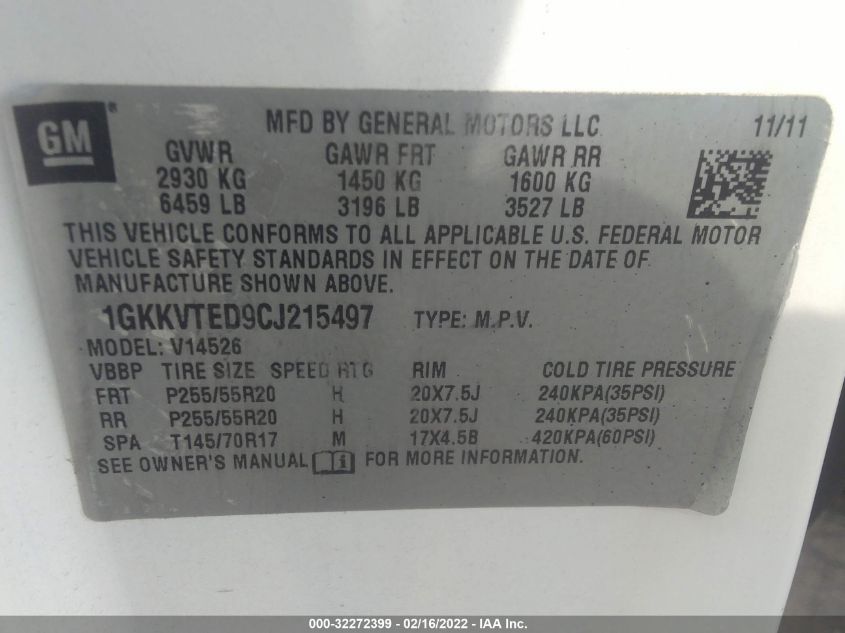 GM®
MFD BY GENERAL MOTORS LLC 11/11
GVWR GAWR FRT GAWR RR
2930 KG 1450 KG 1600 KG
6459 LB 3196 LB 3527 LB
THIS VEHICLE CONFORMS TO ALL APPLICABLE U.S. FEDERAL MOTOR
VEHICLE SAFETY STANDARDS IN EFFECT ON THE DATE OF
MANUFACTURE SHOWN ABOVE.
1GKKVTED9CJ215497 TYPE: M.P.V.
MODEL: V14526
VBBP TIRE SIZE SPEED RTG RIM COLD TIRE PRESSURE
FRT P255/55R20 H 20X7.5J 240KPA(35PSI)
RR P255/55R20 H 20X7.5J 240KPA(35PSI)
SPA T145/70R17 M 17X4.5B 420KPA(60PSI)
SEE OWNER'S MANUAL i FOR MORE INFORMATION.
000-32272399 - 02/16/2022 - IAA Inc.